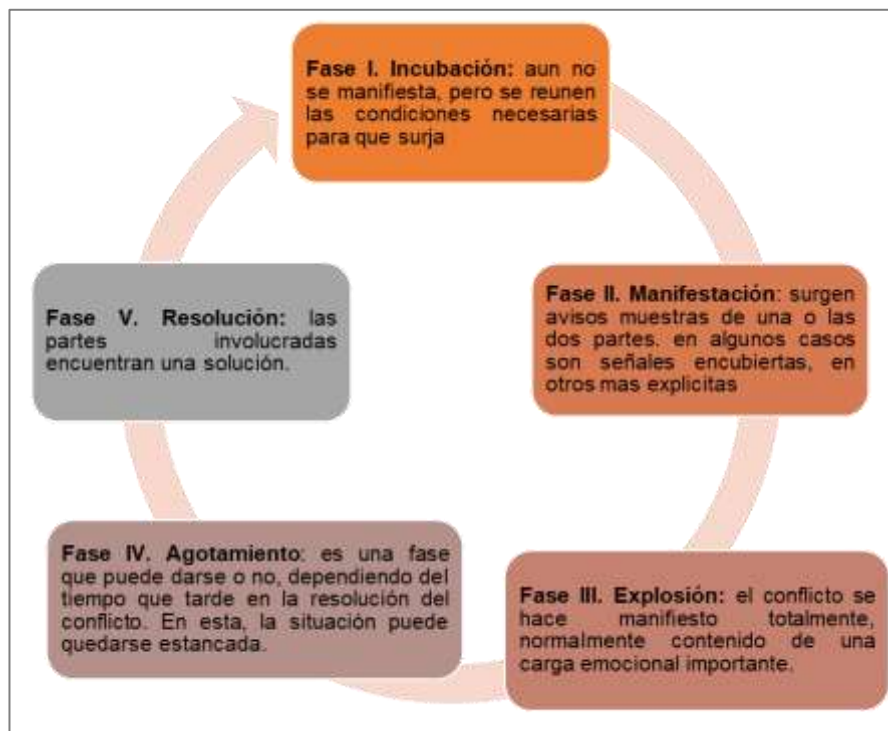 Fase I. Incubación: aun no
se manifiesta, pero se reunen
las condiciones necesarias
para que surja
Fase II. Manifestación: surgen
avisos muestras de una o las
dos partes. en algunos casos
son señales encubiertas, en
otros mas explicitas
Fase III. Explosión: el conflicto se
hace manifiesto totalmente,
normalmente contenido de una
carga emocional importante.
Fase IV. Agotamiento: es una fase
que puede darse o no, dependiendo del
tiempo que tarde en la resolución del
conflicto. En esta, la situación puede
quedarse estancada.
Fase V. Resolución: las
partes involucradas
encuentran una solución.